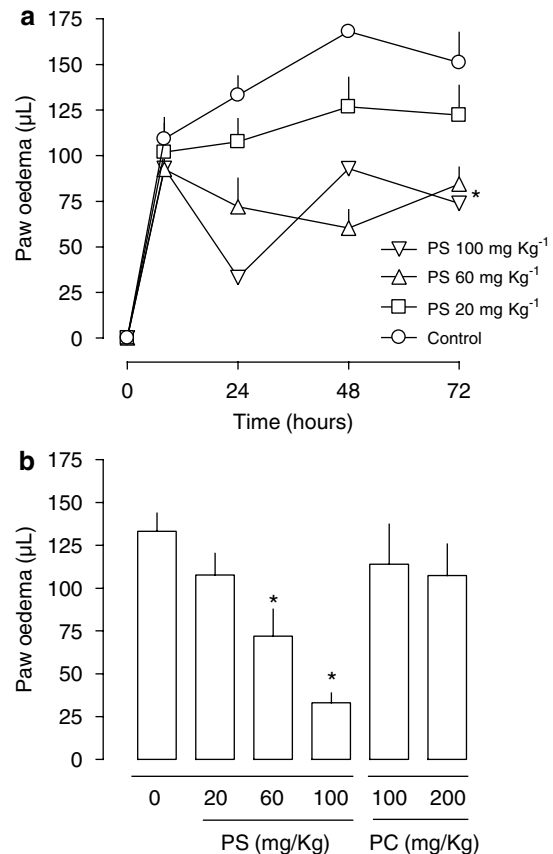 a
Paw oedema (µL)
175
150
125
100
75
50
25
0
*
PS 100 mg Kg⁻¹
PS 60 mg Kg⁻¹
PS 20 mg Kg⁻¹
Control
0 24 48 72
Time (hours)
b
Paw oedema (µL)
175
150
125
100
75
50
25
0
*
*
0 20 60 100 100 200
PS (mg/Kg) PC (mg/Kg)